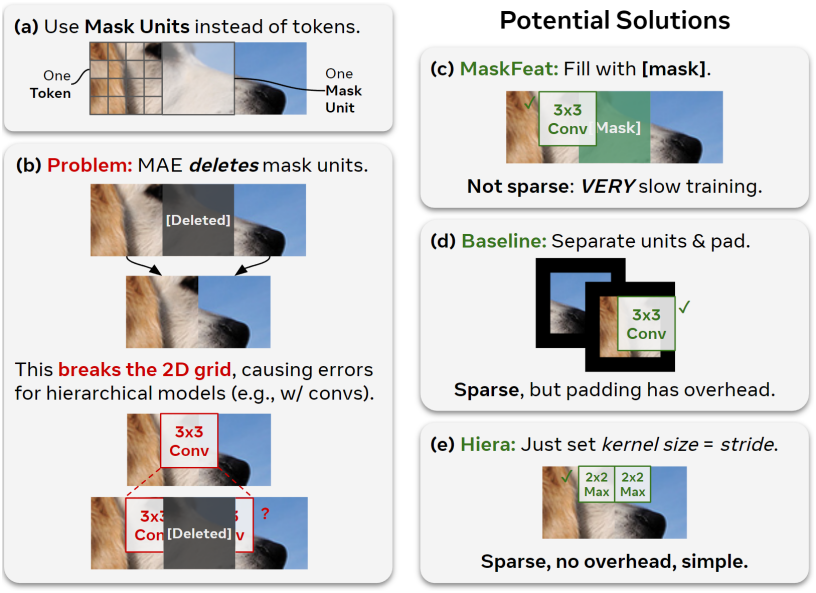 (a) Use Mask Units instead of tokens.
One
Token
One
Mask
Unit
(b) Problem: MAE deletes mask units.
[Deleted]
This breaks the 2D grid, causing errors
for hierarchical models (e.g., w/ convs).
3x3
Conv
3x3
Con
[Deleted]
v
?
Potential Solutions
(c) MaskFeat: Fill with [mask].
✓
3x3
Conv
Mask]
Not sparse: VERY slow training.
(d) Baseline: Separate units & pad.
3x3
Conv
✓
Sparse, but padding has overhead.
(e) Hiera: Just set kernel size = stride.
✓
2x2
Max
2x2
Max
Sparse, no overhead, simple.